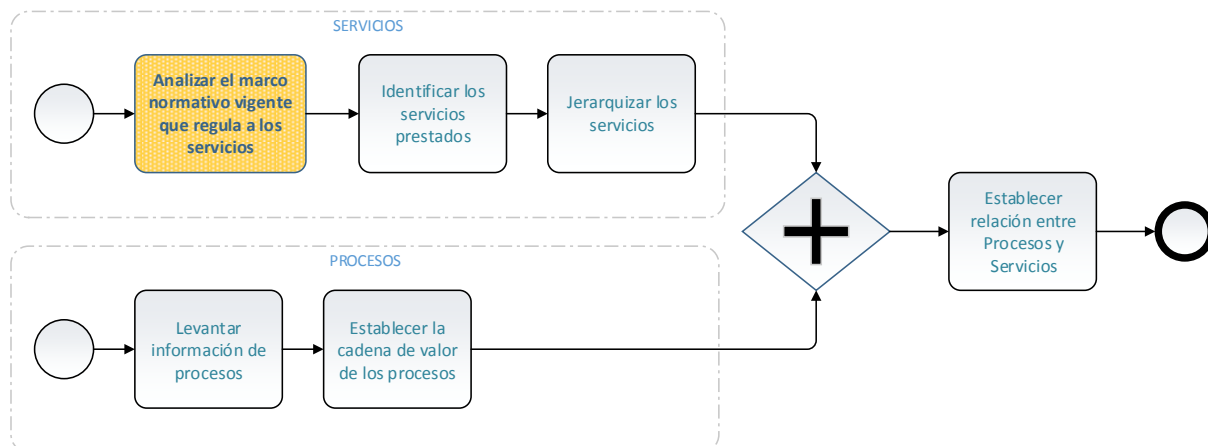 SERVICIOS
Analizar el marco
normativo vigente
que regula a los
servicios
Identificar los
servicios
prestados
Jerarquizar los
servicios
Establecer
relación entre
Procesos y
Servicios
PROCESOS
Levantar
información de
procesos
Establecer la
cadena de valor
de los procesos